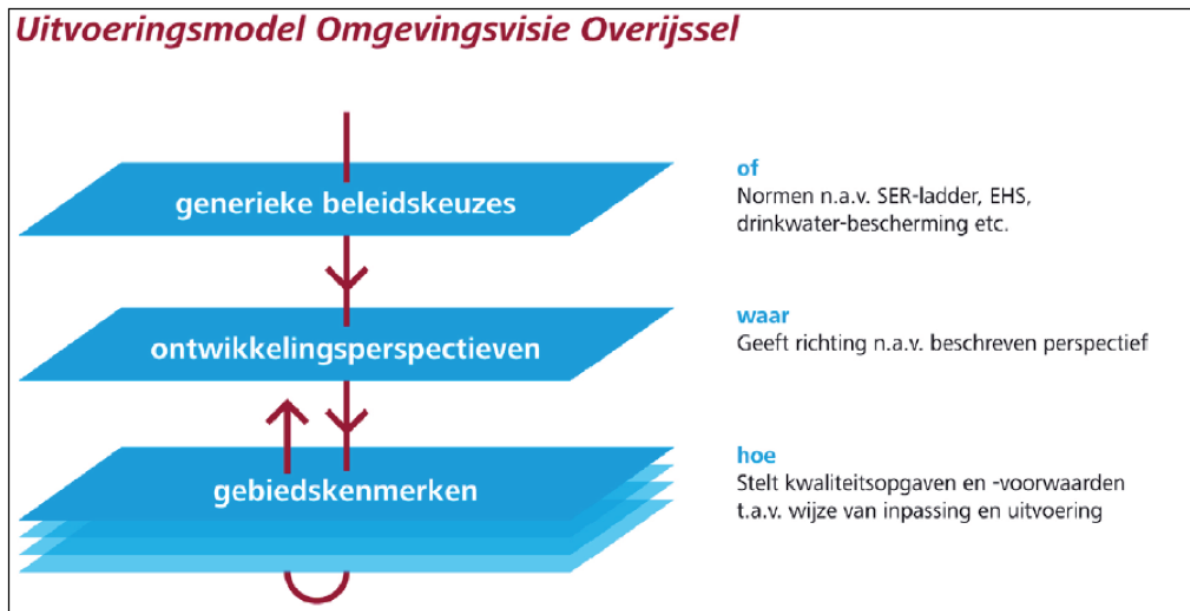 Uitvoeringsmodel Omgevingsvisie Overijssel
generieke beleidskeuzes
of
Normen n.a.v. SER-ladder, EHS,
drinkwater-bescherming etc.
ontwikkelingsperspectieven
waar
Geeft richting n.a.v. beschreven perspectief
gebiedskenmerken
hoe
Stelt kwaliteitsopgaven en -voorwaarden
t.a.v. wijze van inpassing en uitvoering